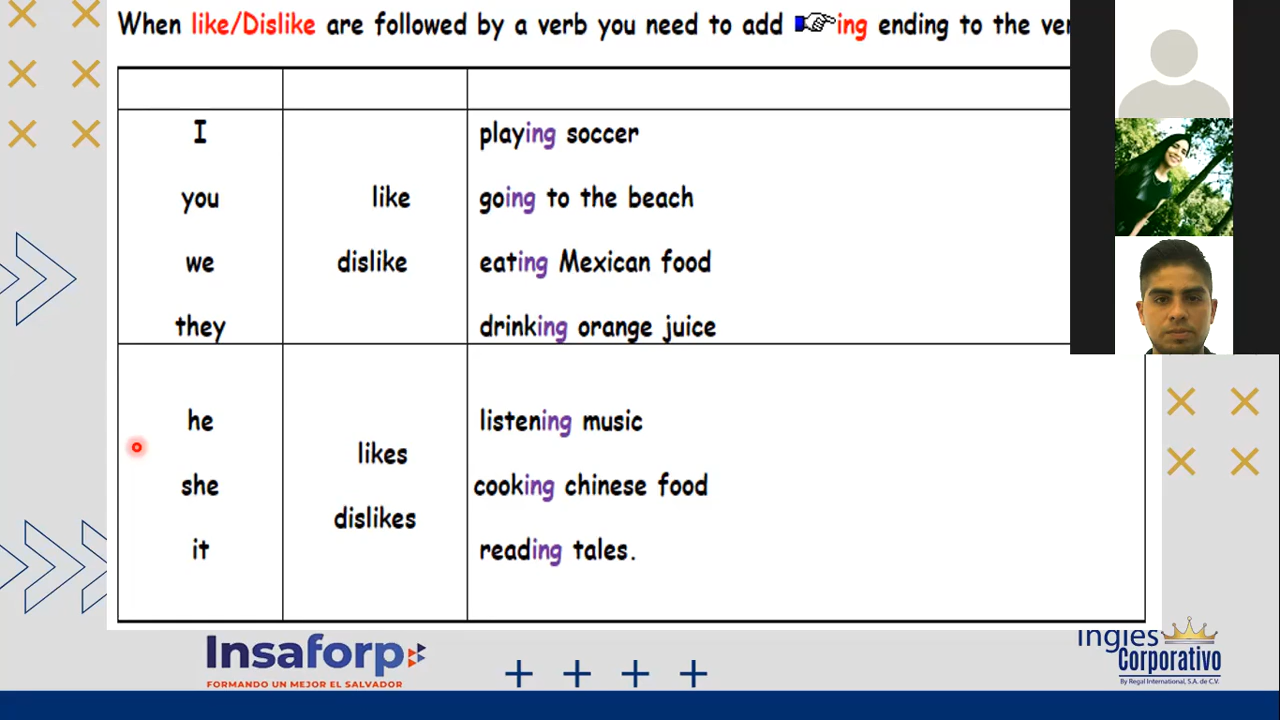 When like/Dislike are followed by a verb you need to add ing ending to the
I
playing soccer
you
like
going to the beach
we
dislike
eating Mexican food
they
drinking orange juice
he
listening music
likes
she
cooking chinese food
dislikes
it
reading tales.
Insaforp
FORMANDO UN MEJOR EL SALVADOR
Ingles
Corporativo
By Regal International, S.A. de C.V.